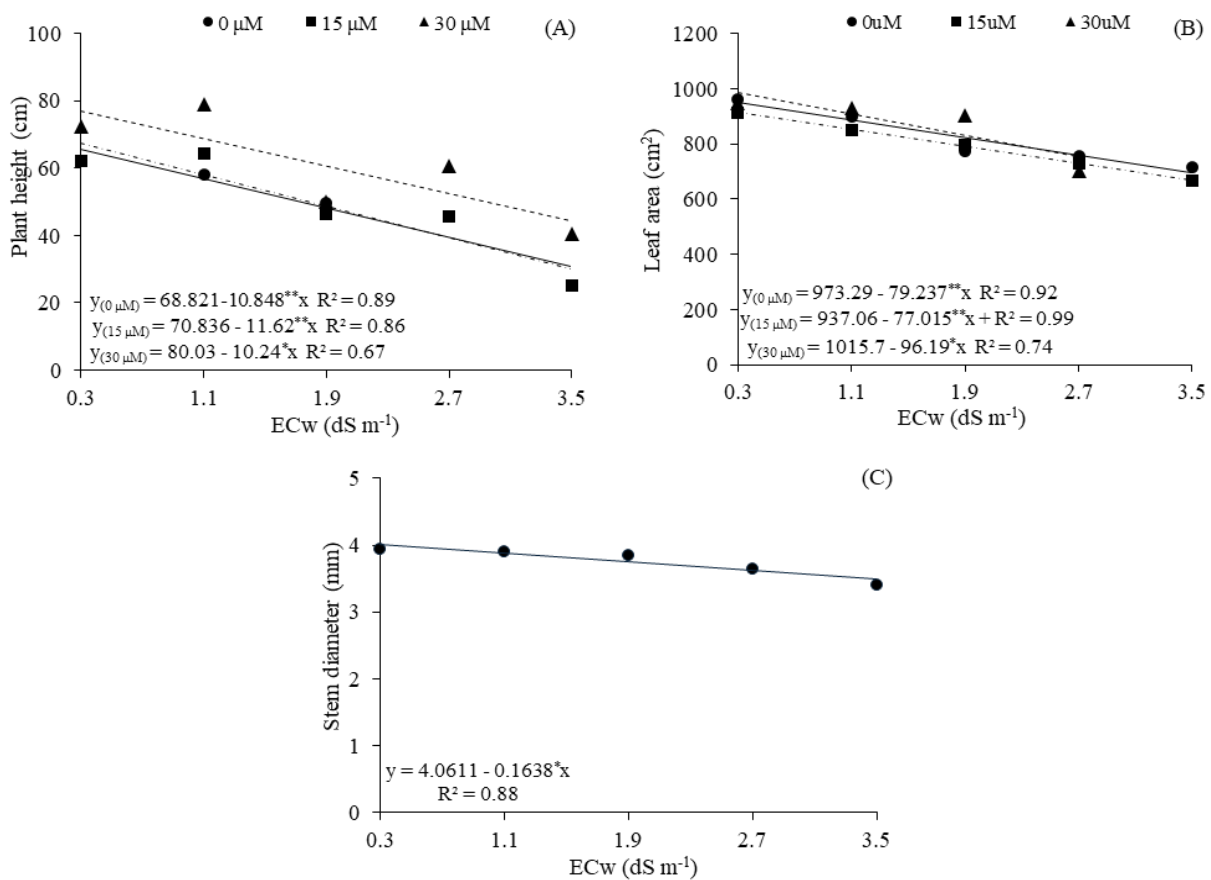 ● 0 µM ■ 15 µM ▲ 30 µM (A)
100
80
60
40
20
0
Plant height (cm)
y(0 µM) = 68.821-10.848**x R² = 0.89
y(15 µM) = 70.836 - 11.62**x R² = 0.86
y(30 µM) = 80.03 - 10.24*x R² = 0.67
0.3 1.1 1.9 2.7 3.5
ECw (dS m⁻¹)
● 0uM ■ 15uM ▲ 30uM (B)
1200
1000
800
600
400
200
0
Leaf area (cm²)
y(0 µM) = 973.29 - 79.237**x R² = 0.92
y(15 µM) = 937.06 - 77.015**x + R² = 0.99
y(30 µM) = 1015.7 - 96.19*x R² = 0.74
0.3 1.1 1.9 2.7 3.5
ECw (dS m⁻¹)
(C)
5
4
3
2
1
0
Stem diameter (mm)
y = 4.0611 - 0.1638*x
R² = 0.88
0.3 1.1 1.9 2.7 3.5
ECw (dS m⁻¹)